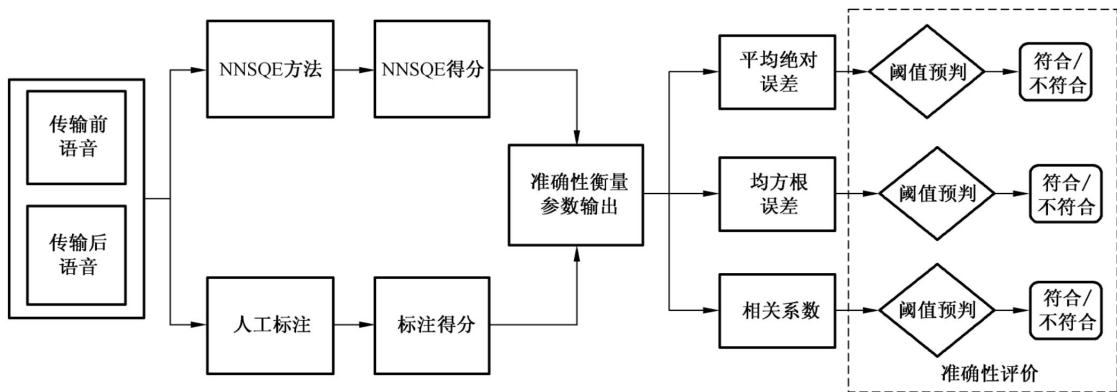 传输前
语音
传输后
语音
NNSQE方法
NNSQE得分
人工标注
标注得分
准确性衡量
参数输出
平均绝对
误差
阈值预判
符合/
不符合
均方根
误差
阈值预判
符合/
不符合
相关系数
阈值预判
符合/
不符合
准确性评价